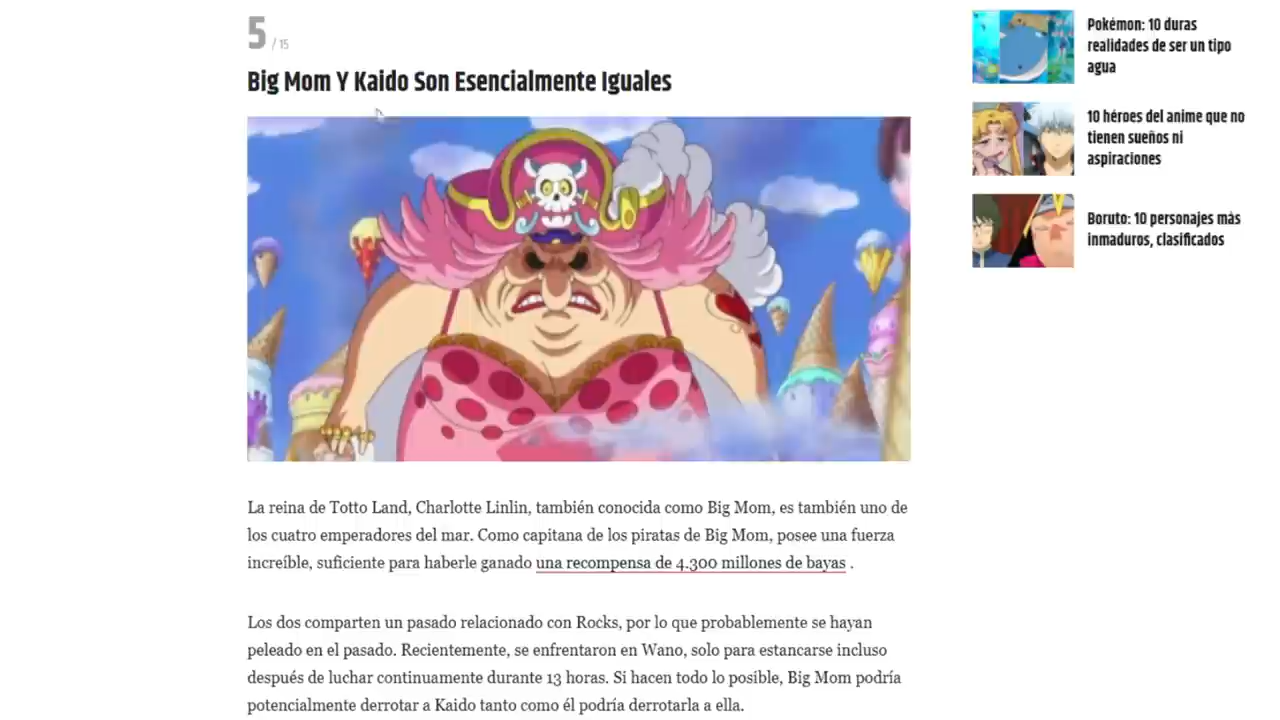 5 / 15
Big Mom Y Kaido Son Esencialmente Iguales
La reina de Totto Land, Charlotte Linlin, también conocida como Big Mom, es también uno de
los cuatro emperadores del mar. Como capitana de los piratas de Big Mom, posee una fuerza
increíble, suficiente para haberle ganado una recompensa de 4.300 millones de bayas .
Los dos comparten un pasado relacionado con Rocks, por lo que probablemente se hayan
peleado en el pasado. Recientemente, se enfrentaron en Wano, solo para estancarse incluso
después de luchar continuamente durante 13 horas. Si hacen todo lo posible, Big Mom podría
potencialmente derrotar a Kaido tanto como él podría derrotarla a ella.
Pokémon: 10 duras
realidades de ser un tipo
agua
10 héroes del anime que no
tienen sueños ni
aspiraciones
Boruto: 10 personajes más
inmaduros, clasificados